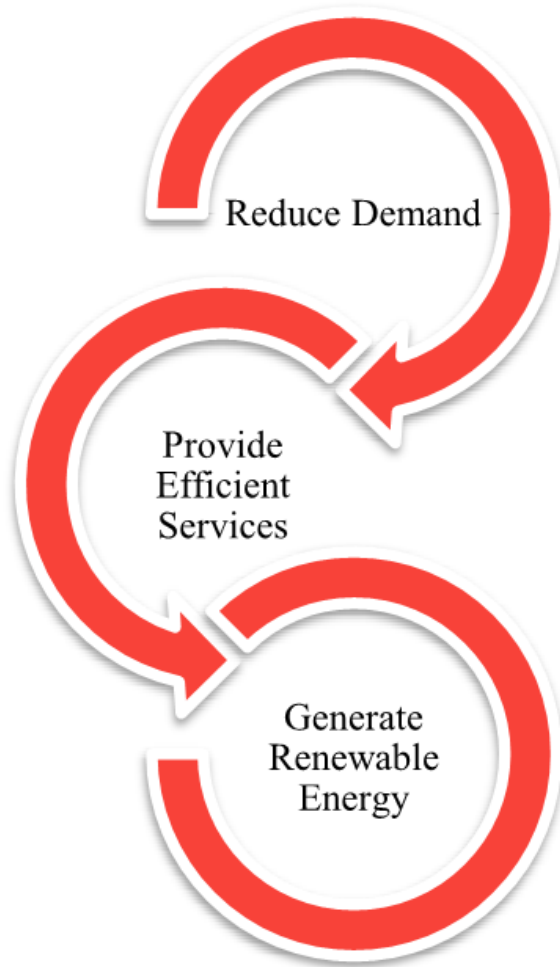 Reduce Demand
Provide
Efficient
Services
Generate
Renewable
Energy